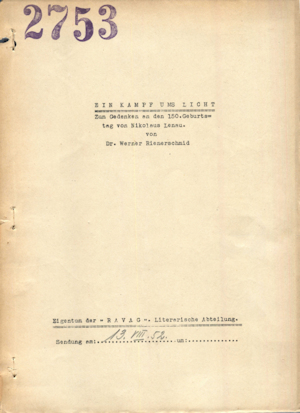 2753
EIN KAMPF UMS LICHT
Zum Gedenken an den 150.Geburts=
tag von Nikolaus Lenau.
von
Dr. Werner Riemerschmid
Eigentum der - R A V A G -. Literarische Abteilung.
Sendung am: 13. VIII. 52. um: